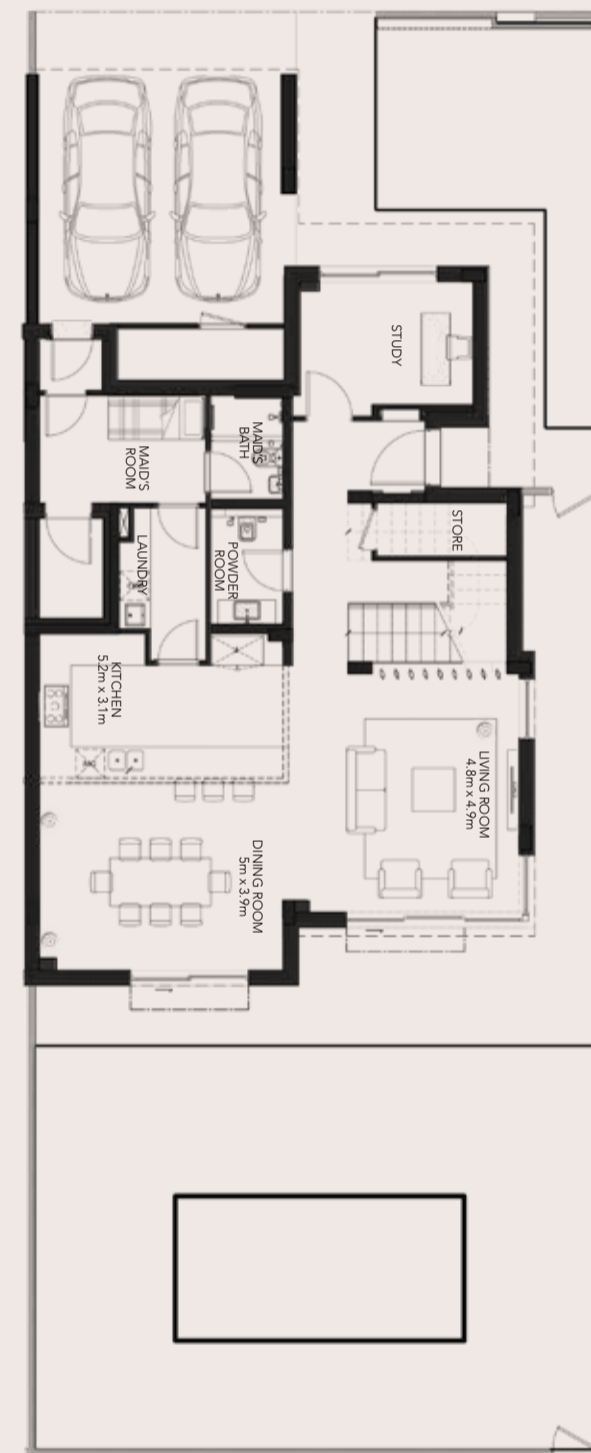 STUDY
MAID'S
BATH
MAID'S
ROOM
STORE
LAUNDRY
POWDER
ROOM
KITCHEN
5.2m x 3.1m
LIVING ROOM
4.8m x 4.9m
DINING ROOM
5m x 3.9m